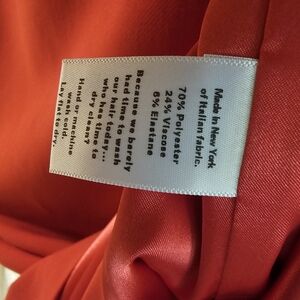 Made In New York
of Italian fabric.
70% Polyester
24% Viscose
6% Elastane
Because we barely
had time to wash
our hair today...
who has time to
dry clean?
Hand or machine
wash cold.
Lay flat to dry.